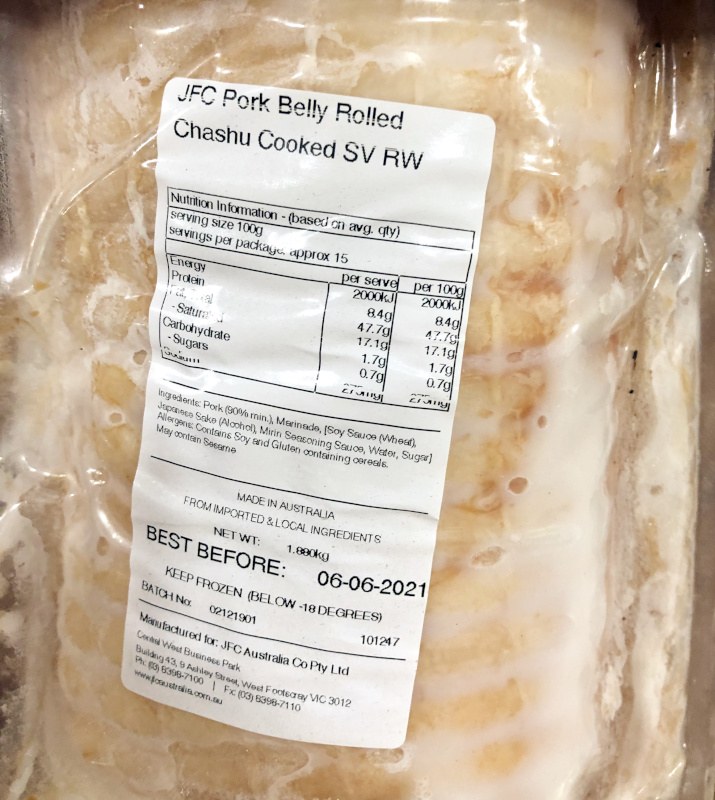 JFC Pork Belly Rolled
Chashu Cooked SV RW
Nutrition Information - (based on avg. qty)
serving size 100g
servings per package: approx 15
per serve per 100g
Energy 2000kJ 2000kJ
Protein 8.4g 8.4g
47.7g 47.7g
17.1g 17.1g
Carbohydrate 1.7g 1.7g
- Sugars 0.7g 0.7g
Ingredients: Pork (90% min.), Marinade, [Soy Sauce (Wheat),
Japanese Sake (Alcohol), Mirin Seasoning Sauce, Water, Sugar]
Allergens: Contains Soy and Gluten containing cereals.
May contain Sesame
MADE IN AUSTRALIA
FROM IMPORTED & LOCAL INGREDIENTS
NET WT: 1.880kg
BEST BEFORE: 06-06-2021
KEEP FROZEN (BELOW -18 DEGREES)
BATCH No: 02121901 101247
Manufactured for: JFC Australia Co Pty Ltd
Central West Business Park
Building 43, 9 Ashley Street, West Footscray VIC 3012
Ph: (03) 8398-7100 | Fx: (03) 8398-7110
www.jfcaustralia.com.au